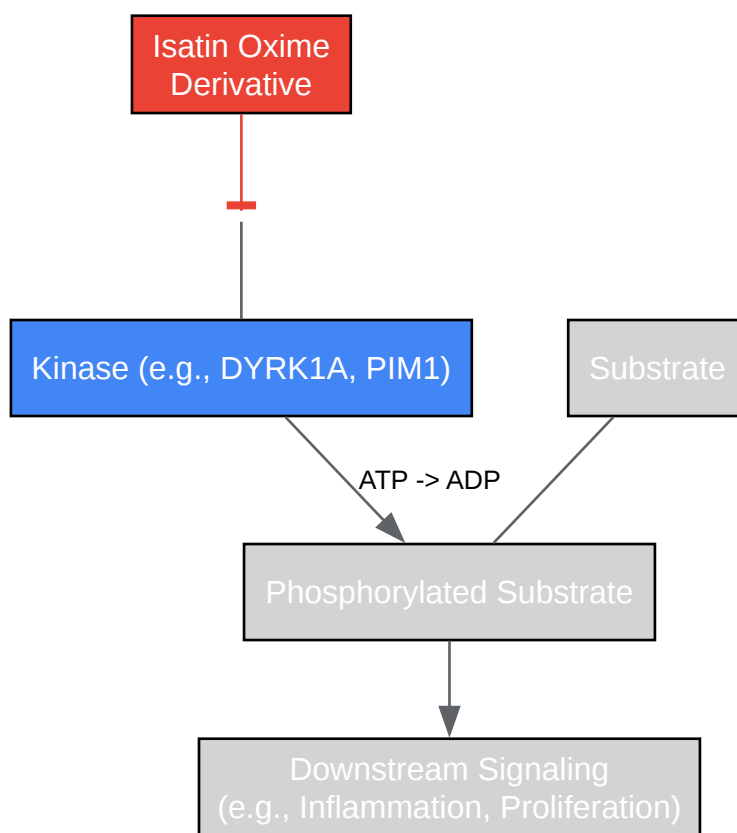 Isatin Oxime
Derivative
Kinase (e.g., DYRK1A, PIM1)
Substrate
ATP -> ADP
Phosphorylated Substrate
Downstream Signaling
(e.g., Inflammation, Proliferation)